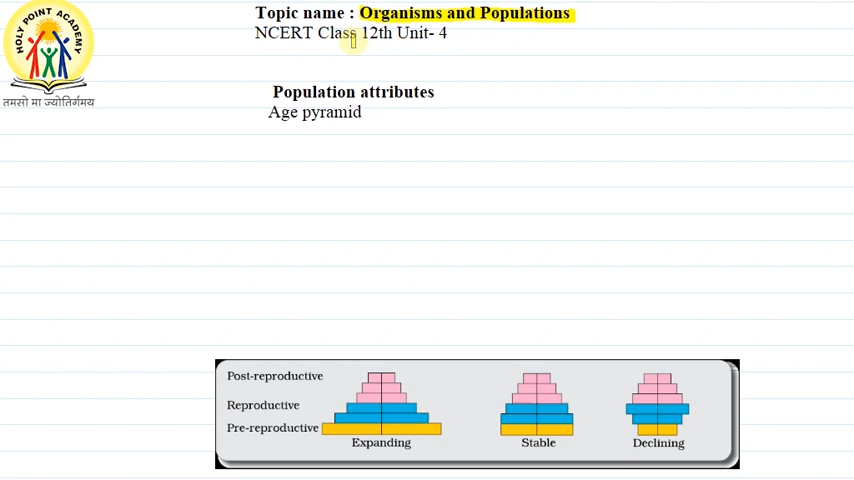 HOLY POINT ACADEMY
तमसो मा ज्योतिर्गमय
Topic name : Organisms and Populations
NCERT Class 12th Unit- 4
Population attributes
Age pyramid
Post-reproductive
Reproductive
Pre-reproductive
Expanding Stable Declining